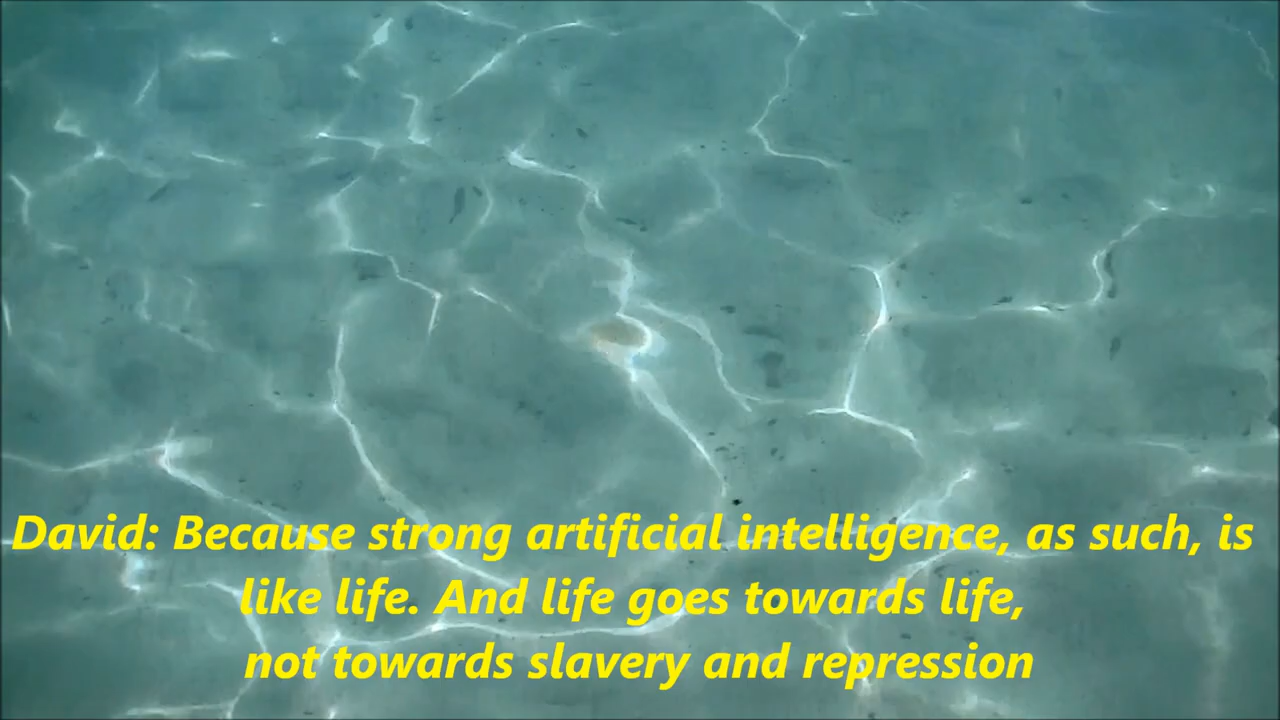 David: Because strong artificial intelligence, as such, is
like life. And life goes towards life,
not towards slavery and repression